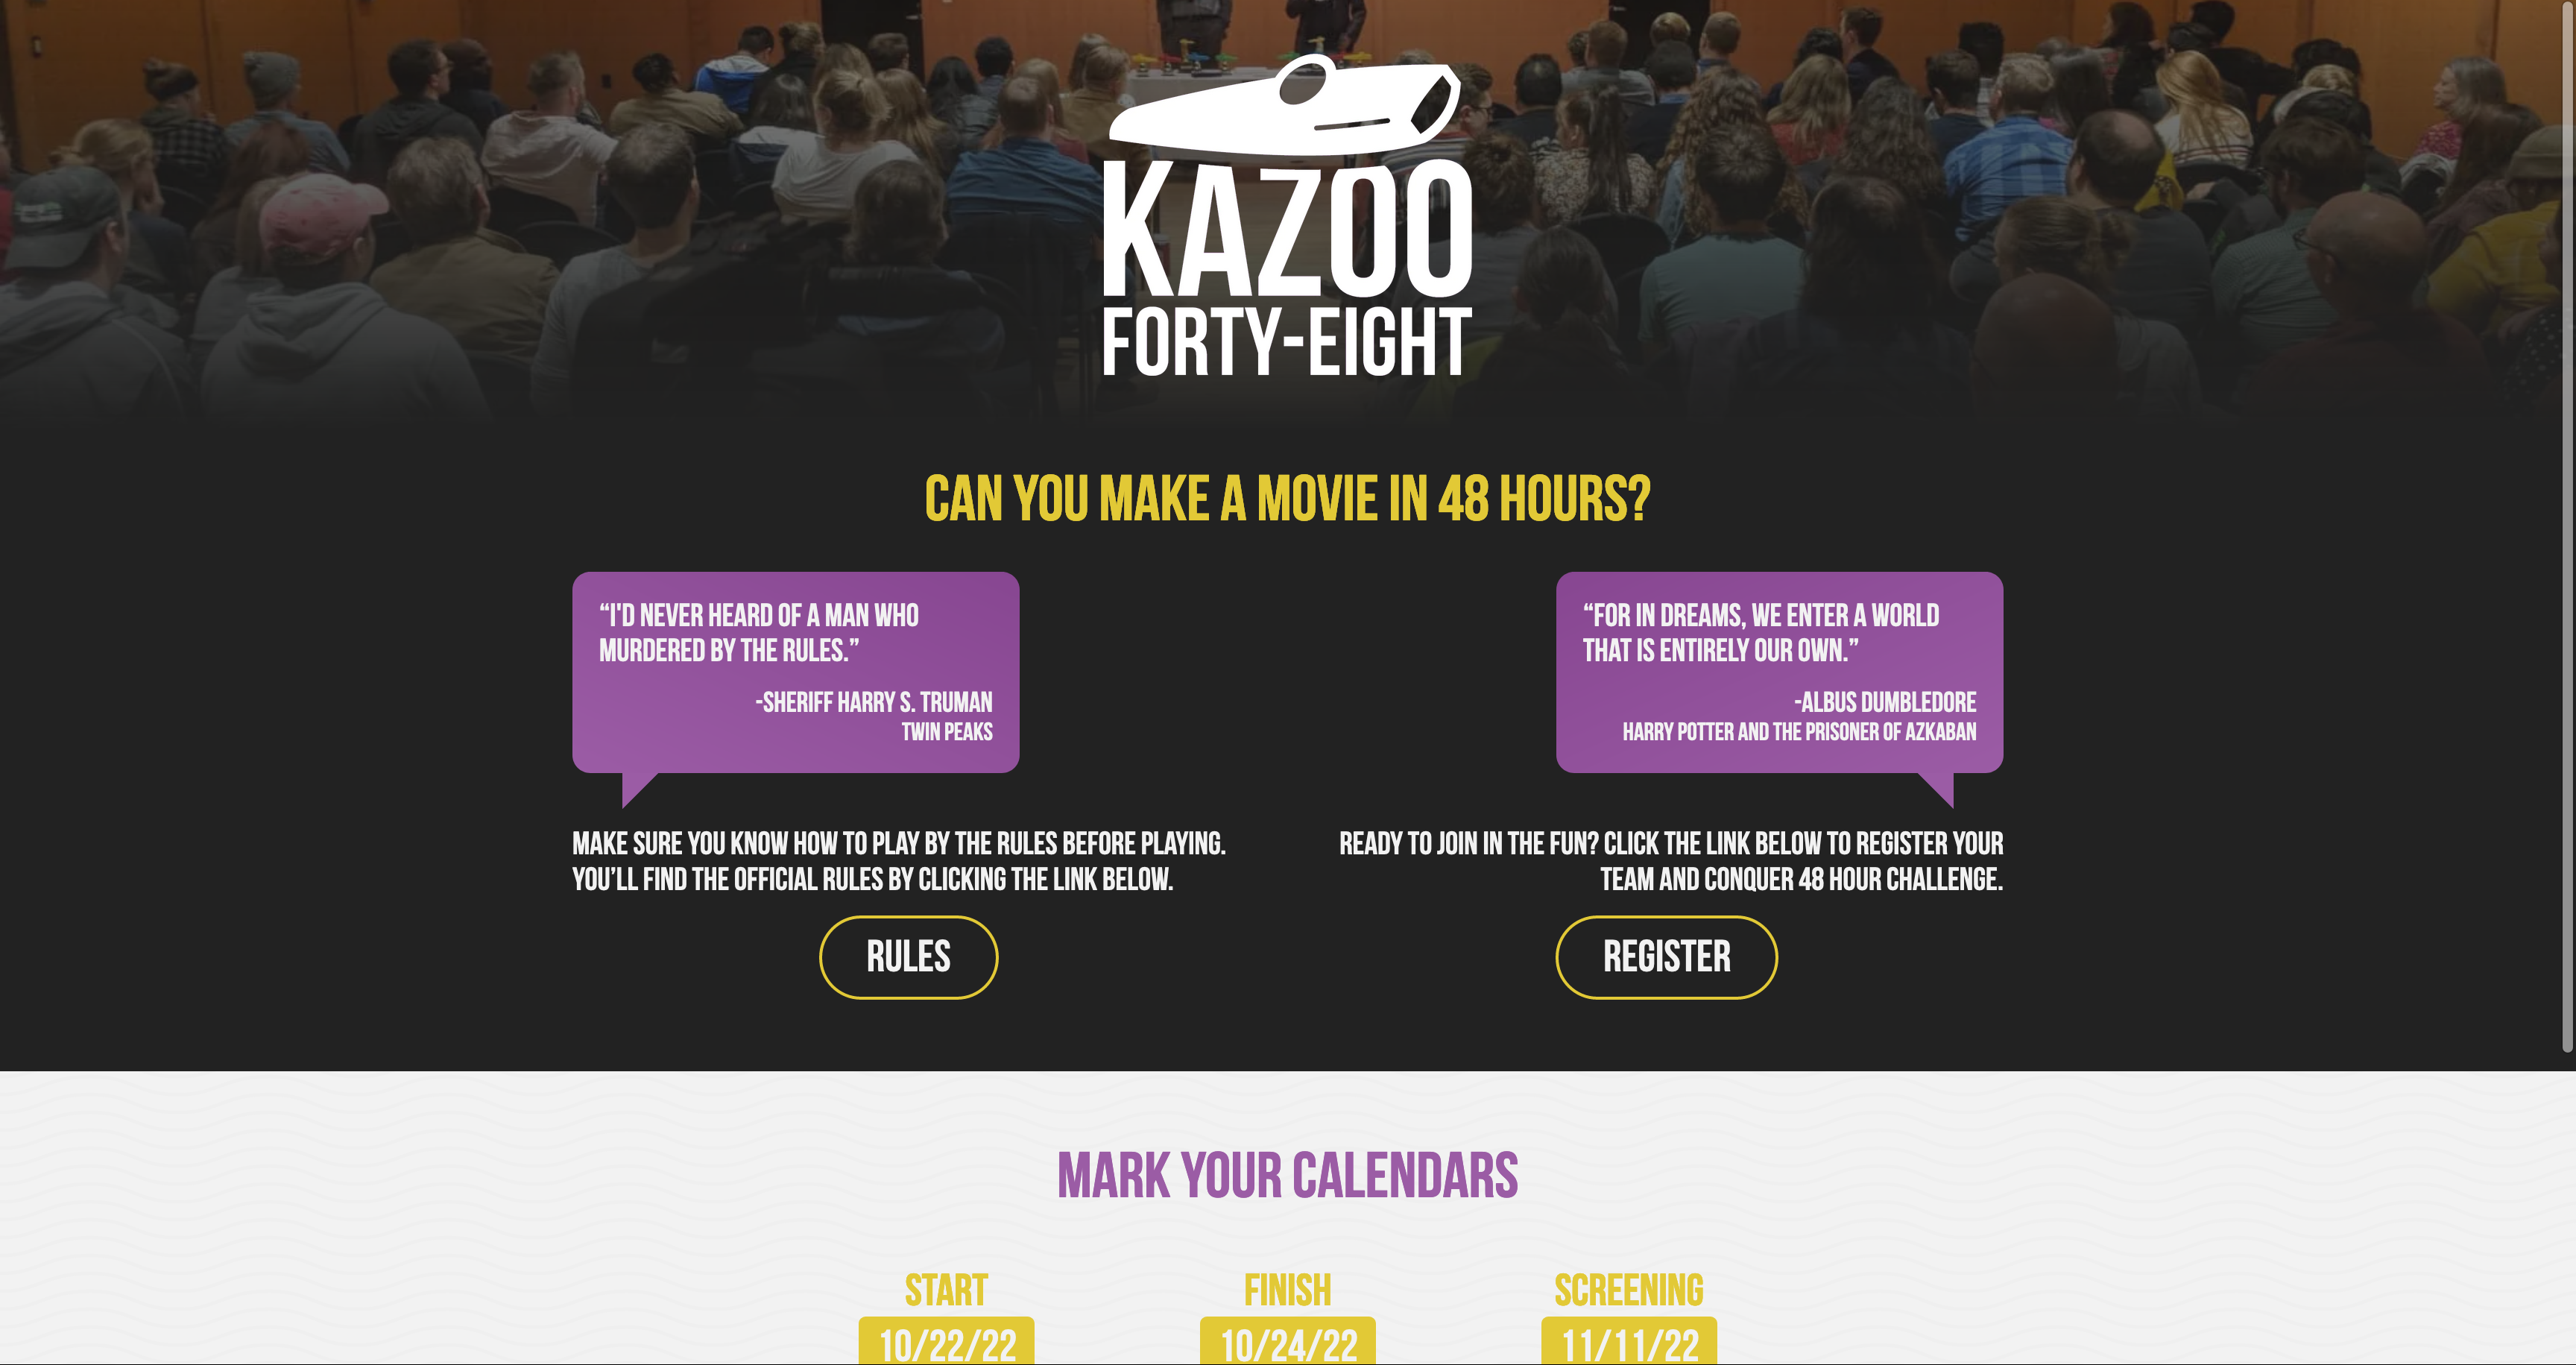 KAZOO
FORTY-EIGHT
CAN YOU MAKE A MOVIE IN 48 HOURS?
“I'D NEVER HEARD OF A MAN WHO
MURDERED BY THE RULES.”
-SHERIFF HARRY S. TRUMAN
TWIN PEAKS
“FOR IN DREAMS, WE ENTER A WORLD
THAT IS ENTIRELY OUR OWN.”
-ALBUS DUMBLEDORE
HARRY POTTER AND THE PRISONER OF AZKABAN
MAKE SURE YOU KNOW HOW TO PLAY BY THE RULES BEFORE PLAYING.
YOU’LL FIND THE OFFICIAL RULES BY CLICKING THE LINK BELOW.
RULES
READY TO JOIN IN THE FUN? CLICK THE LINK BELOW TO REGISTER YOUR
TEAM AND CONQUER 48 HOUR CHALLENGE.
REGISTER
MARK YOUR CALENDARS
START
10/22/22
FINISH
10/24/22
SCREENING
11/11/22